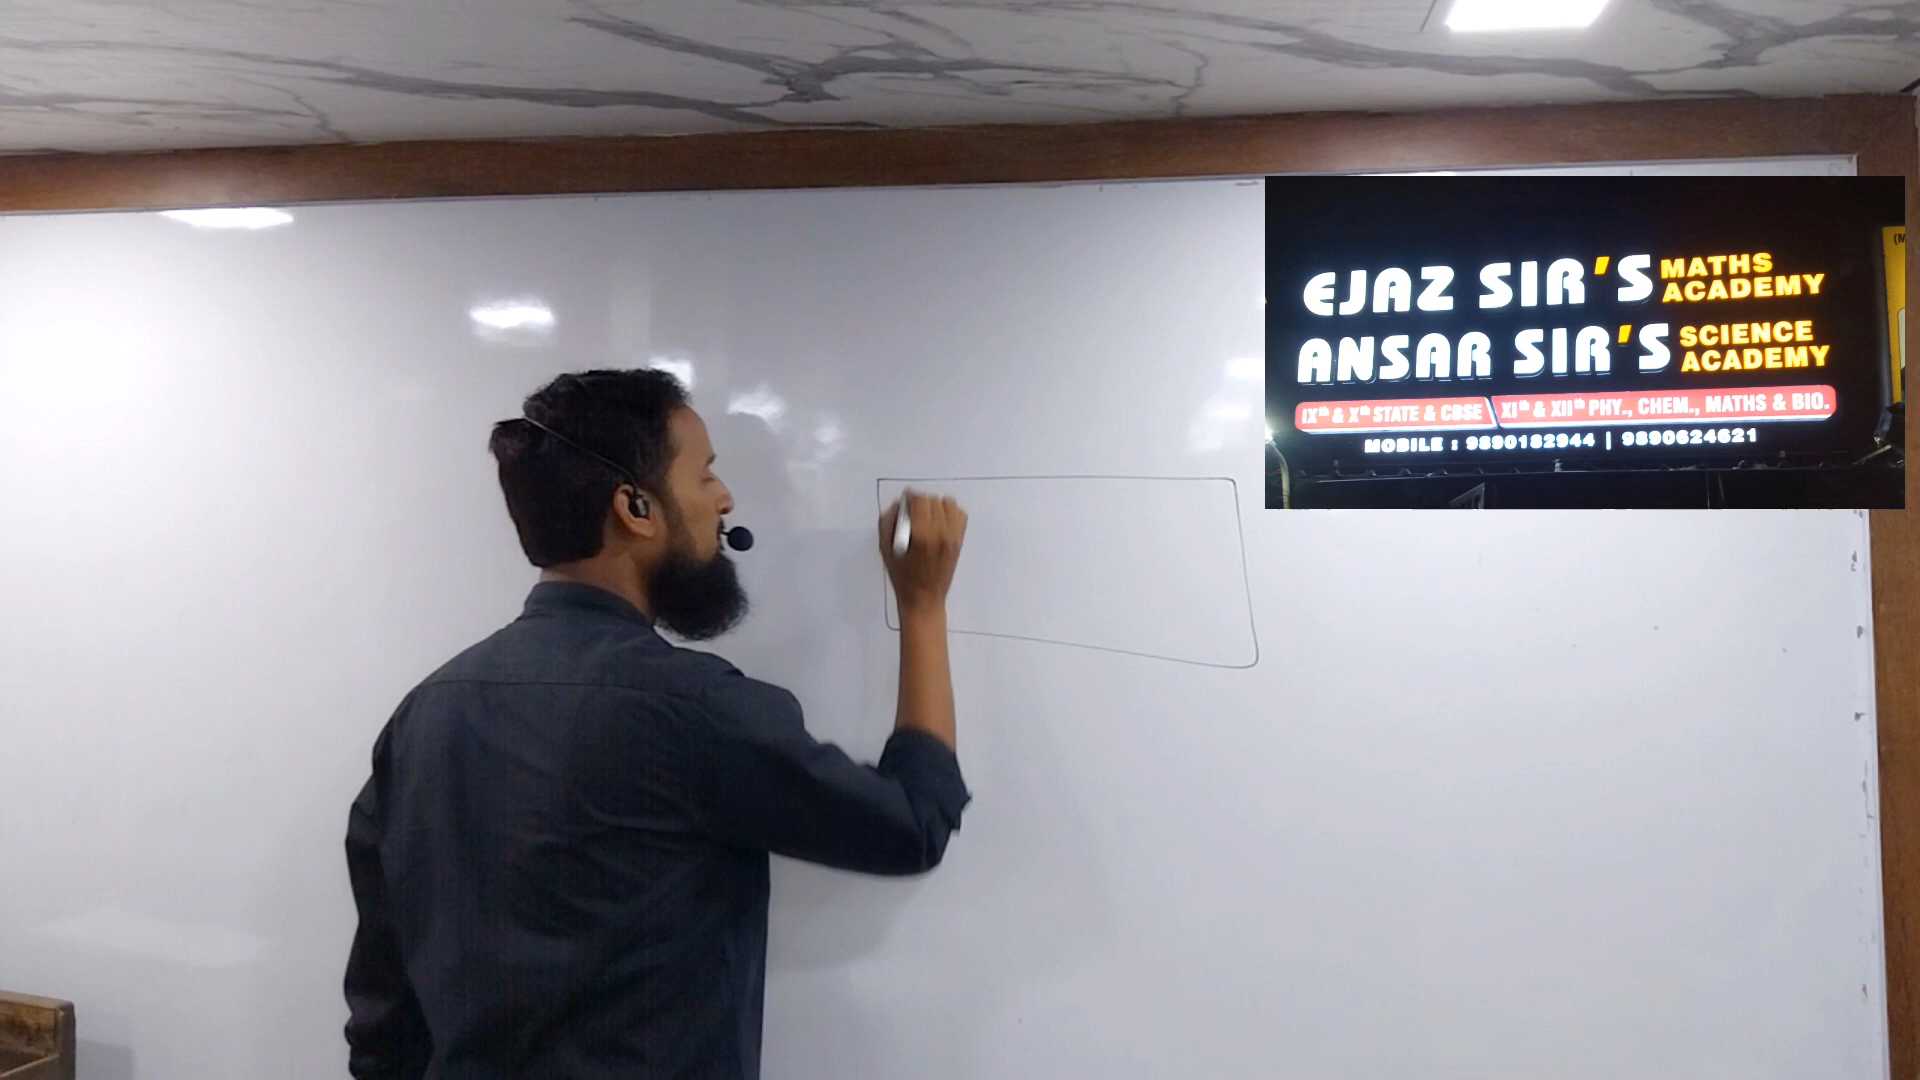 EJAZ SIR'S MATHS ACADEMY
ANSAR SIR'S SCIENCE ACADEMY
IXth & Xth STATE & CBSE XIth & XIIth PHY., CHEM., MATHS & BIO.
MOBILE : 9890182944 | 9890624621
(M